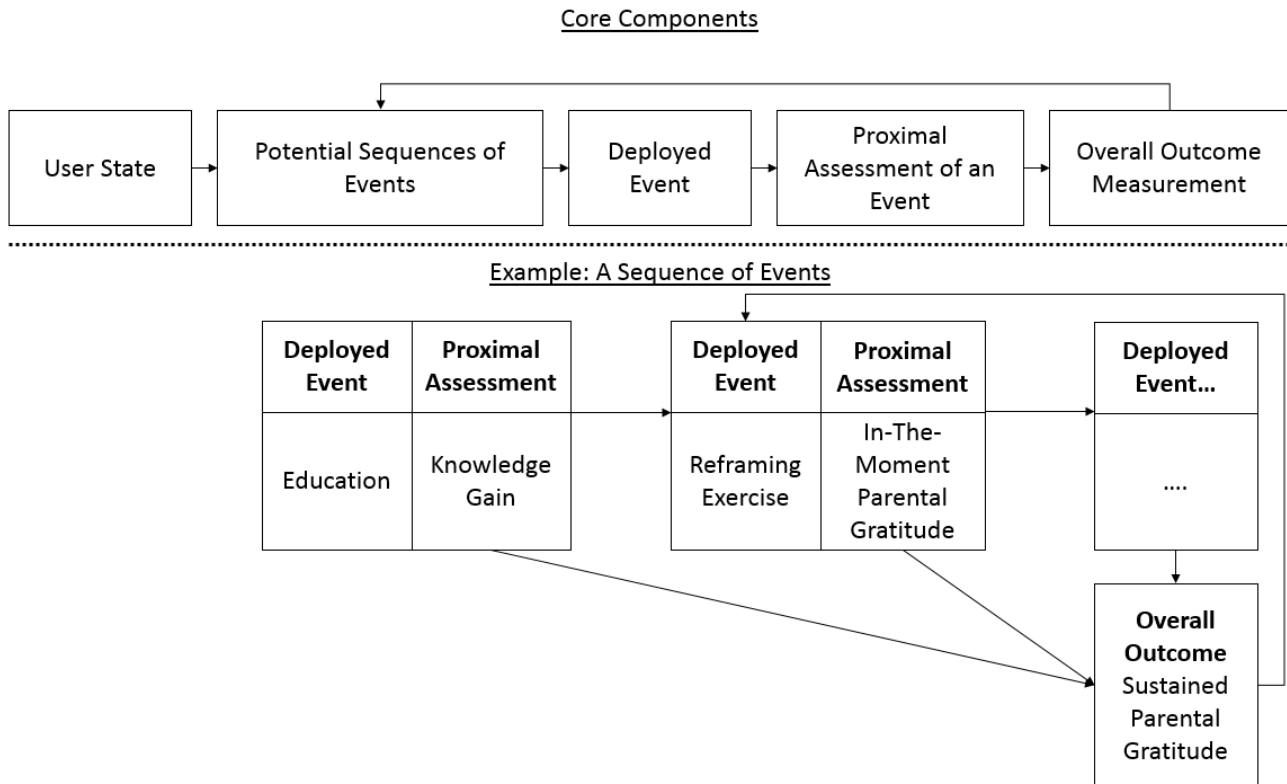 Core Components
User State
Potential Sequences of
Events
Deployed
Event
Proximal
Assessment of an
Event
Overall Outcome
Measurement
Example: A Sequence of Events
Deployed
Event
Proximal
Assessment
Education
Knowledge
Gain
Deployed
Event
Proximal
Assessment
Reframing
Exercise
In-The-
Moment
Parental
Gratitude
Deployed
Event...
....
Overall
Outcome
Sustained
Parental
Gratitude